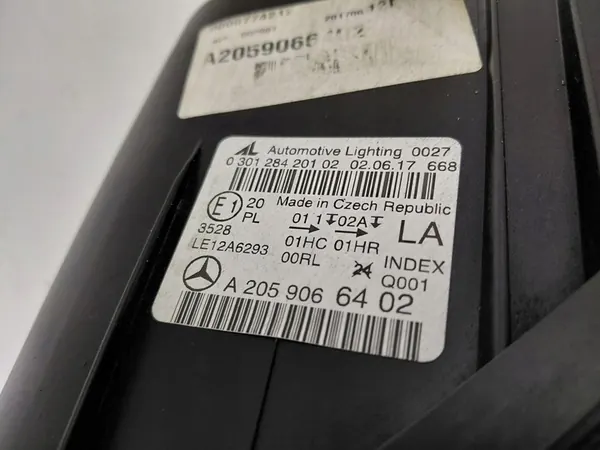 A2059066
Automotive Lighting 0027
0 301 284 201 02 02.06.17 668
E1 20 PL
Made in Czech Republic
01 1 02A
3528
01HC 01HR
LA
LE12A6293
00RL
24 INDEX
Q001
A 205 906 64 02